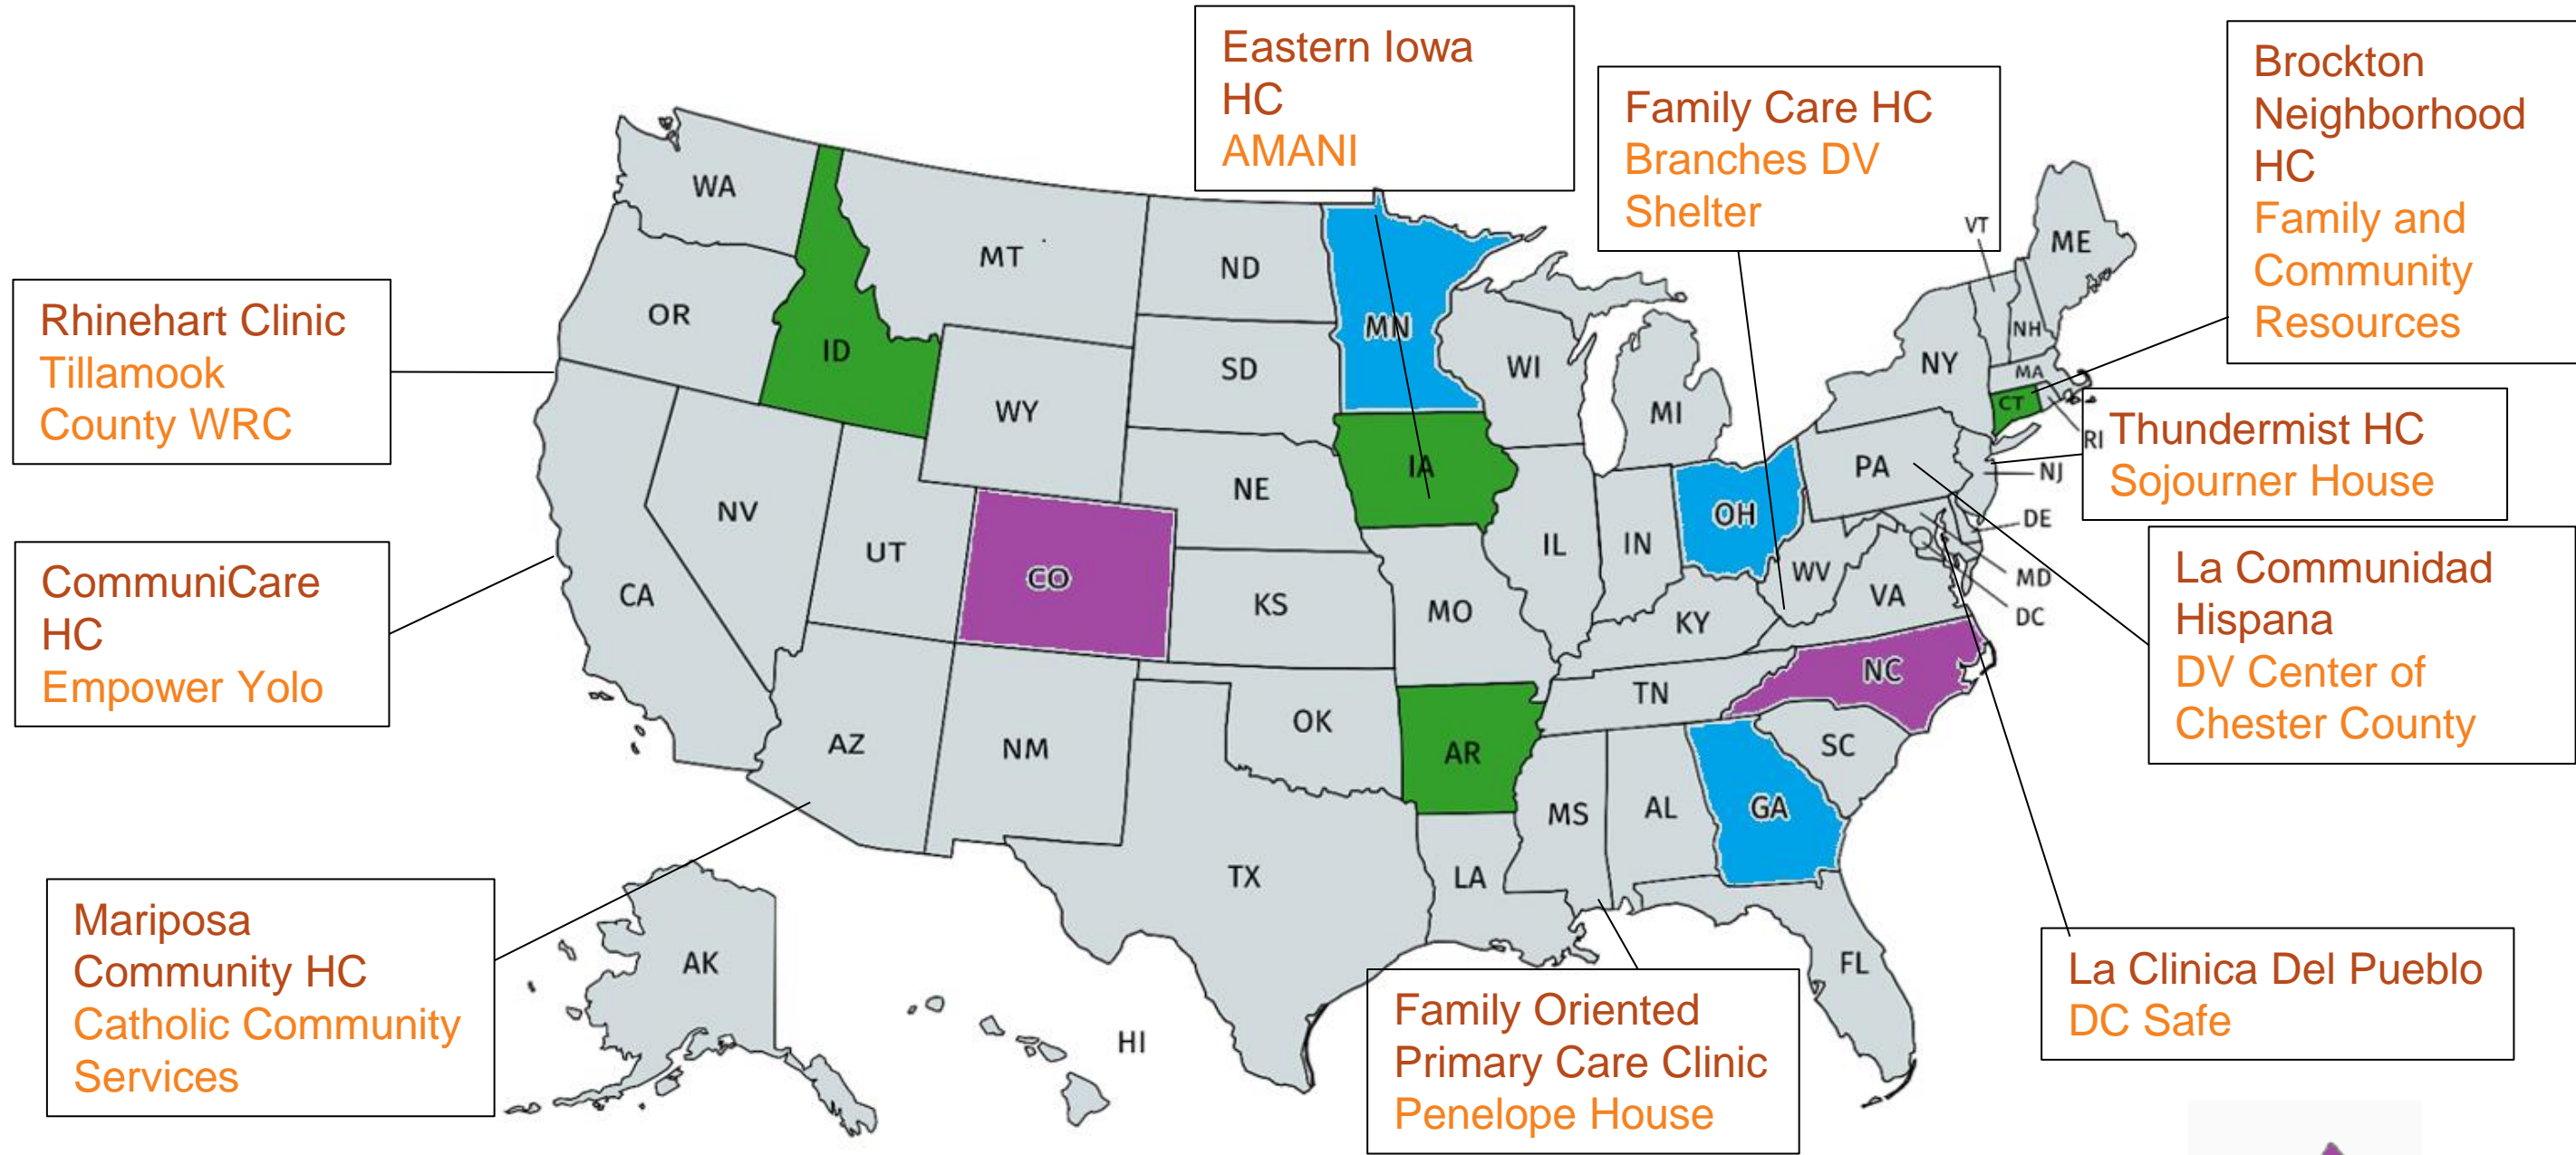 Eastern Iowa
HC
AMANI
Family Care HC
Branches DV
Shelter
Brockton
Neighborhood
HC
Family and
Community
Resources
Rhinehart Clinic
Tillamook
County WRC
CommuniCare
HC
Empower Yolo
Mariposa
Community HC
Catholic Community
Services
Thundermist HC
Sojourner House
La Communidad
Hispana
DV Center of
Chester County
La Clinica Del Pueblo
DC Safe
Family Oriented
Primary Care Clinic
Penelope House
WA
OR
CA
NV
ID
MT
WY
UT
CO
AZ
NM
ND
SD
NE
KS
OK
TX
MN
IA
MO
AR
LA
WI
IL
MI
IN
OH
KY
TN
MS
AL
GA
FL
SC
NC
VA
WV
PA
NY
VT
NH
ME
MA
CT
RI
NJ
DE
MD
DC
AK
HI